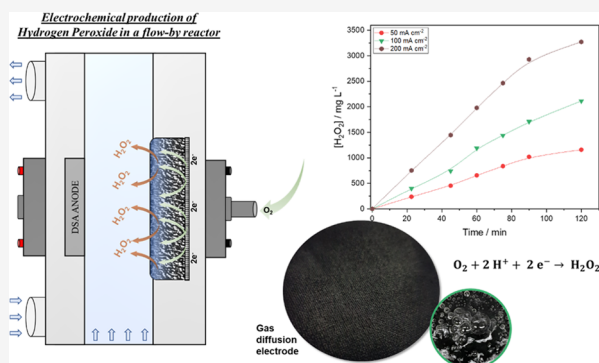 Electrochemical production of
Hydrogen Peroxide in a flow-by reactor
DSA ANODE
H₂O₂
H₂O₂
H₂O₂
H₂O₂
H₂O₂
2e⁻
2e⁻
2e⁻
O₂
50 mA cm⁻²
100 mA cm⁻²
200 mA cm⁻²
[H₂O₂] / mg L⁻¹
3500
3000
2500
2000
1500
1000
500
0
0 20 40 60 80 100 120
Time / min
O₂ + 2 H⁺ + 2 e⁻ → H₂O₂
Gas
diffusion
electrode